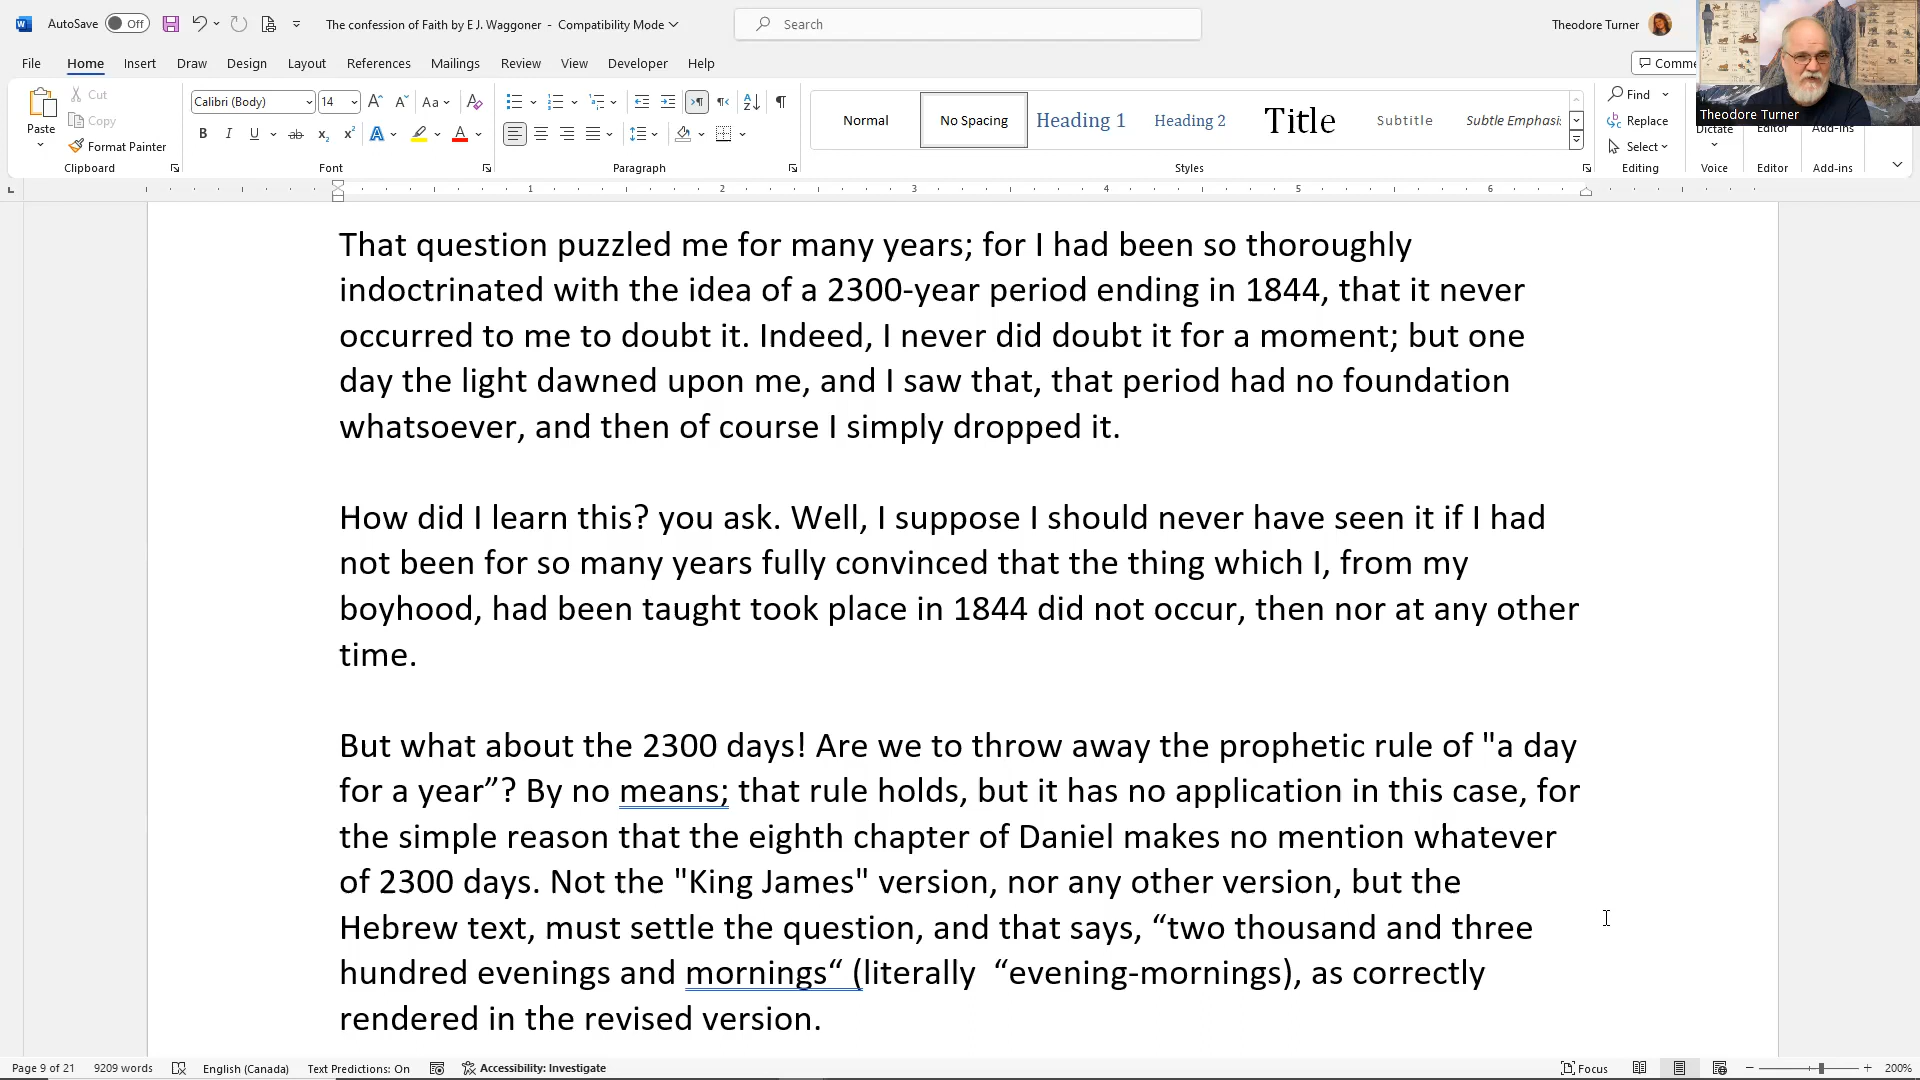 AutoSave Off The confession of Faith by E J. Waggoner - Compatibility Mode Search Theodore Turner
File Home Insert Draw Design Layout References Mailings Review View Developer Help Comme
Cut Calibri (Body) 14 Aa Normal No Spacing Heading 1 Heading 2 Title Subtitle Subtle Emphasi: Find
Paste Copy Replace Theodore Turner
Format Painter Select Dictate Editor Add-ins
Clipboard Font Paragraph Styles Editing Voice Editor Add-ins
1 2 3 4 5 6
That question puzzled me for many years; for I had been so thoroughly
indoctrinated with the idea of a 2300-year period ending in 1844, that it never
occurred to me to doubt it. Indeed, I never did doubt it for a moment; but one
day the light dawned upon me, and I saw that, that period had no foundation
whatsoever, and then of course I simply dropped it.
How did I learn this? you ask. Well, I suppose I should never have seen it if I had
not been for so many years fully convinced that the thing which I, from my
boyhood, had been taught took place in 1844 did not occur, then nor at any other
time.
But what about the 2300 days! Are we to throw away the prophetic rule of "a day
for a year”? By no means; that rule holds, but it has no application in this case, for
the simple reason that the eighth chapter of Daniel makes no mention whatever
of 2300 days. Not the "King James" version, nor any other version, but the
Hebrew text, must settle the question, and that says, “two thousand and three
hundred evenings and mornings“ (literally  “evening-mornings), as correctly
rendered in the revised version.
Page 9 of 21 9209 words English (Canada) Text Predictions: On Accessibility: Investigate Focus 200%